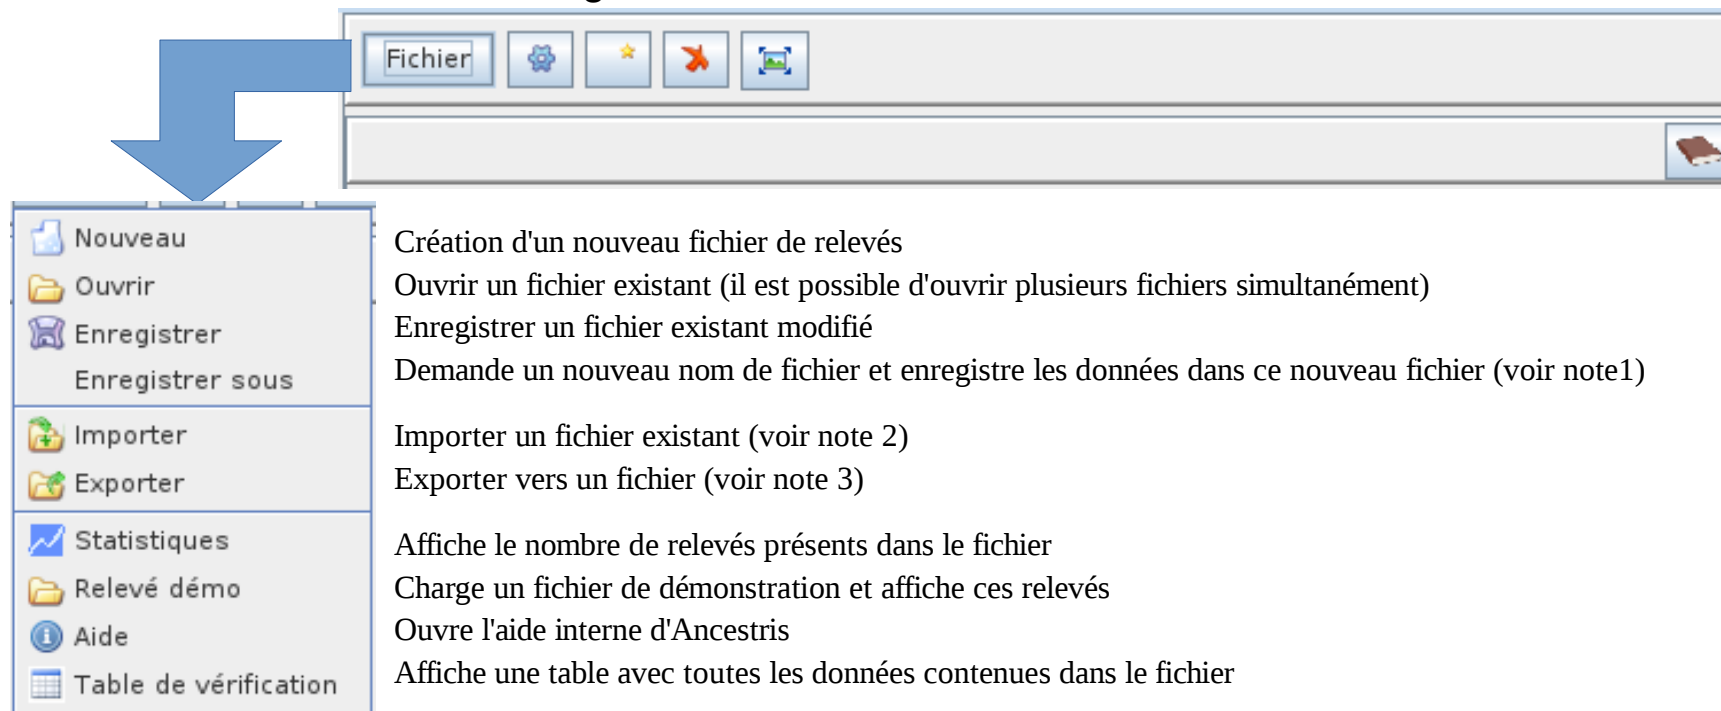 Fichier
Nouveau Création d'un nouveau fichier de relevés
Ouvrir Ouvrir un fichier existant (il est possible d'ouvrir plusieurs fichiers simultanément)
Enregistrer Enregistrer un fichier existant modifié
Enregistrer sous Demande un nouveau nom de fichier et enregistre les données dans ce nouveau fichier (voir note1)
Importer Importer un fichier existant (voir note 2)
Exporter Exporter vers un fichier (voir note 3)
Statistiques Affiche le nombre de relevés présents dans le fichier
Relevé démo Charge un fichier de démonstration et affiche ces relevés
Aide Ouvre l'aide interne d'Ancestris
Table de vérification Affiche une table avec toutes les données contenues dans le fichier